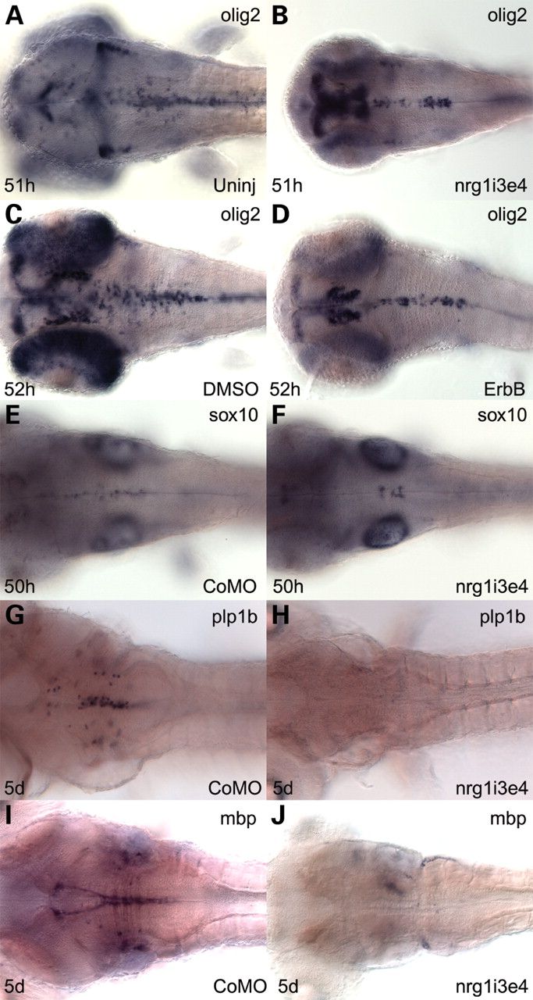 A olig2
51h Uninj
B olig2
51h nrg1i3e4
C olig2
52h DMSO
D olig2
52h ErbB
E sox10
50h CoMO
F sox10
50h nrg1i3e4
G plp1b
5d CoMO
H plp1b
5d nrg1i3e4
I mbp
5d CoMO
J mbp
5d nrg1i3e4